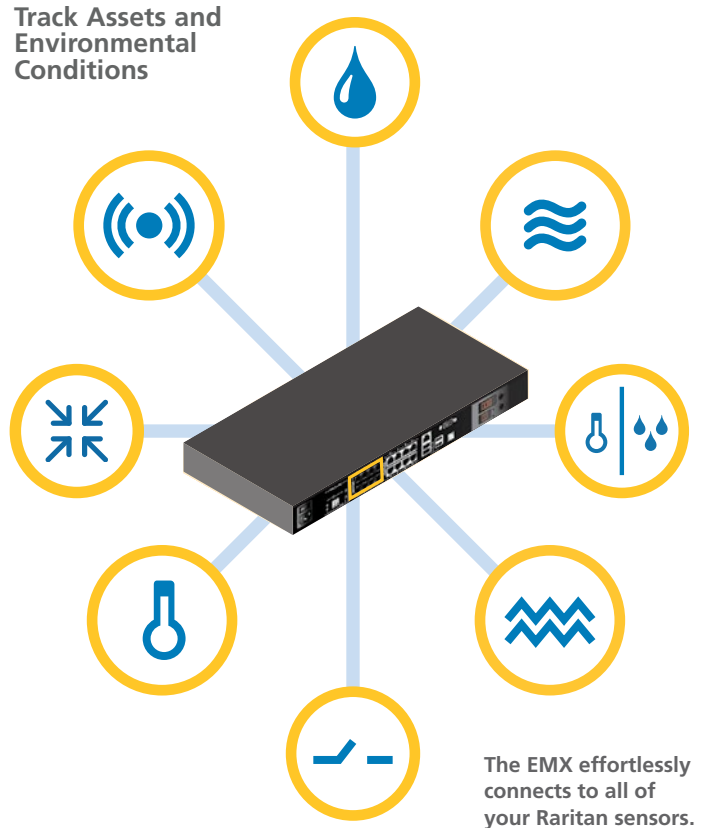 Track Assets and
Environmental
Conditions
The EMX effortlessly
connects to all of
your Raritan sensors.